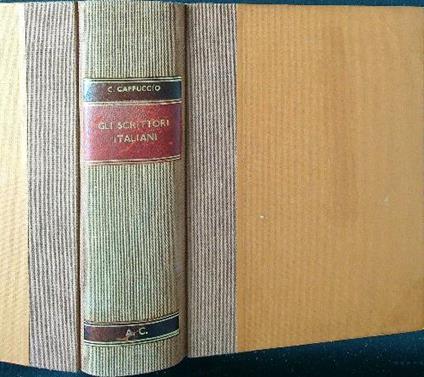 C. CAPPUCCIO
GLI SCRITTORI
ITALIANI
A. C.